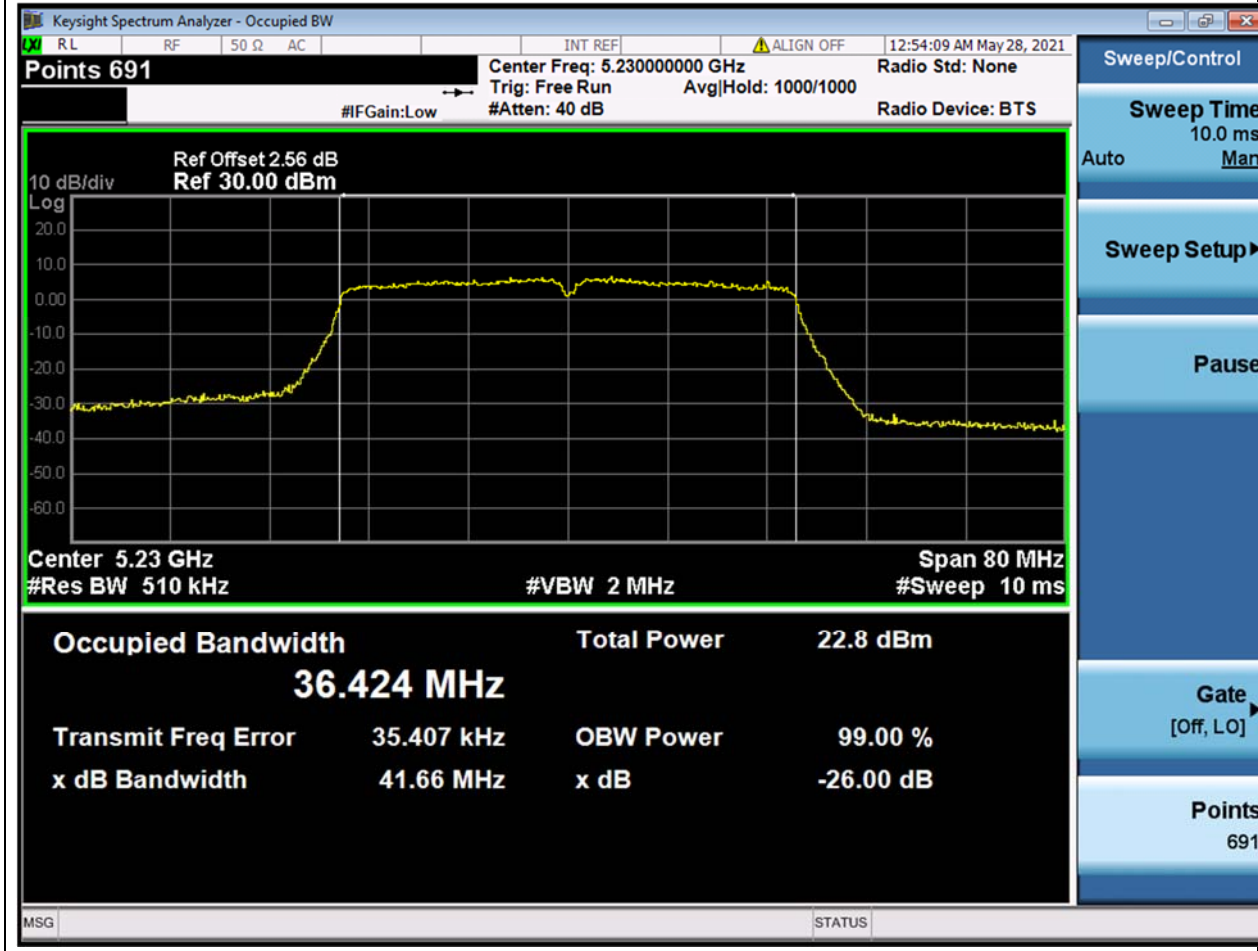 Keysight Spectrum Analyzer - Occupied BW
LXI RL RF 50 Ω AC INT REF ALIGN OFF 12:54:09 AM May 28, 2021
Points 691
Center Freq: 5.230000000 GHz Radio Std: None
Trig: Free Run Avg|Hold: 1000/1000
#IFGain:Low #Atten: 40 dB Radio Device: BTS
Ref Offset 2.56 dB
10 dB/div Ref 30.00 dBm
Log
20.0
10.0
0.00
-10.0
-20.0
-30.0
-40.0
-50.0
-60.0
Center 5.23 GHz Span 80 MHz
#Res BW 510 kHz #VBW 2 MHz #Sweep 10 ms
Occupied Bandwidth Total Power 22.8 dBm
36.424 MHz
Transmit Freq Error 35.407 kHz OBW Power 99.00 %
x dB Bandwidth 41.66 MHz x dB -26.00 dB
MSG STATUS
Sweep/Control
Sweep Time
10.0 ms
Auto Man
Sweep Setup
Pause
Gate
[Off, LO]
Points
691